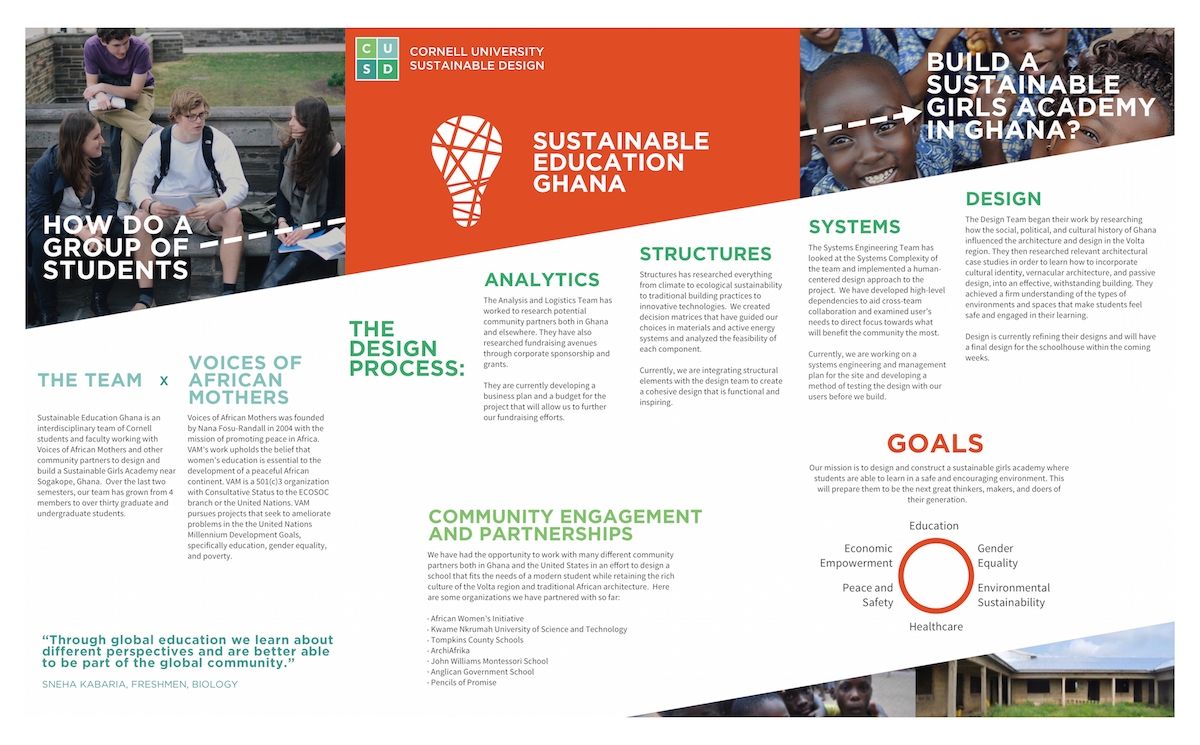 C U
S D
CORNELL UNIVERSITY
SUSTAINABLE DESIGN
HOW DO A
GROUP OF
STUDENTS
SUSTAINABLE
EDUCATION
GHANA
BUILD A
SUSTAINABLE
GIRLS ACADEMY
IN GHANA?
THE TEAM x
VOICES OF
AFRICAN
MOTHERS
Sustainable Education Ghana is an
interdisciplinary team of Cornell
students and faculty working with
Voices of African Mothers and other
community partners to design and
build a Sustainable Girls Academy near
Sogakope, Ghana. Over the last two
semesters, our team has grown from 4
members to over thirty graduate and
undergraduate students.
Voices of African Mothers was founded
by Nana Fosu-Randall in 2004 with the
mission of promoting peace in Africa.
VAM's work upholds the belief that
women's education is essential to the
development of a peaceful African
continent. VAM is a 501(c)3 organization
with Consultative Status to the ECOSOC
branch or the United Nations. VAM
pursues projects that seek to ameliorate
problems in the the United Nations
Millennium Development Goals,
specifically education, gender equality,
and poverty.
“Through global education we learn about
different perspectives and are better able
to be part of the global community.”
SNEHA KABARIA, FRESHMEN, BIOLOGY
THE
DESIGN
PROCESS:
ANALYTICS
The Analysis and Logistics Team has
worked to research potential
community partners both in Ghana
and elsewhere. They have also
researched fundraising avenues
through corporate sponsorship and
grants.
They are currently developing a
business plan and a budget for the
project that will allow us to further
our fundraising efforts.
STRUCTURES
Structures has researched everything
from climate to ecological sustainability
to traditional building practices to
innovative technologies. We created
decision matrices that have guided our
choices in materials and active energy
systems and analyzed the feasibility of
each component.
Currently, we are integrating structural
elements with the design team to create
a cohesive design that is functional and
inspiring.
SYSTEMS
The Systems Engineering Team has
looked at the Systems Complexity of
the team and implemented a human-
centered design approach to the
project. We have developed high-level
dependencies to aid cross-team
collaboration and examined user's
needs to direct focus towards what
will benefit the community the most.
Currently, we are working on a
systems engineering and management
plan for the site and developing a
method of testing the design with our
users before we build.
DESIGN
The Design Team began their work by researching
how the social, political, and cultural history of Ghana
influenced the architecture and design in the Volta
region. They then researched relevant architectural
case studies in order to learn how to incorporate
cultural identity, vernacular architecture, and passive
design, into an effective, withstanding building. They
achieved a firm understanding of the types of
environments and spaces that make students feel
safe and engaged in their learning.
Design is currently refining their designs and will have
a final design for the schoolhouse within the coming
weeks.
COMMUNITY ENGAGEMENT
AND PARTNERSHIPS
We have had the opportunity to work with many different community
partners both in Ghana and the United States in an effort to design a
school that fits the needs of a modern student while retaining the rich
culture of the Volta region and traditional African architecture. Here
are some organizations we have partnered with so far:
· African Women's Initiative
· Kwame Nkrumah University of Science and Technology
· Tompkins County Schools
· ArchiAfrika
· John Williams Montessori School
· Anglican Government School
· Pencils of Promise
GOALS
Our mission is to design and construct a sustainable girls academy where
students are able to learn in a safe and encouraging environment. This
will prepare them to be the next great thinkers, makers, and doers of
their generation.
Education
Economic
Empowerment
Gender
Equality
Peace and
Safety
Environmental
Sustainability
Healthcare